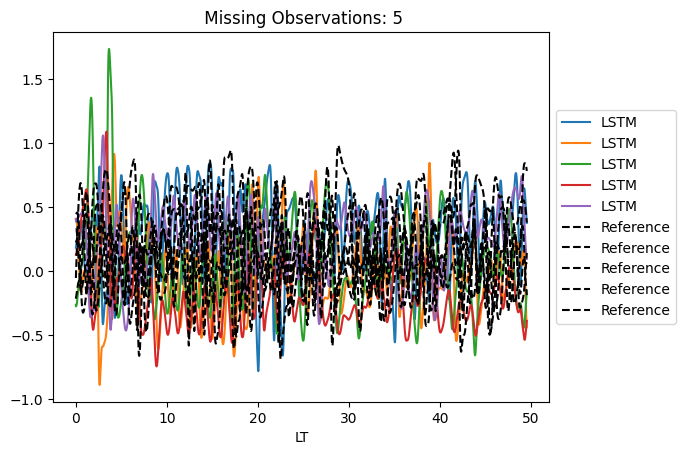 Missing Observations: 5
1.5
1.0
0.5
0.0
−0.5
−1.0
0 10 20 30 40 50
LT
LSTM
LSTM
LSTM
LSTM
LSTM
Reference
Reference
Reference
Reference
Reference